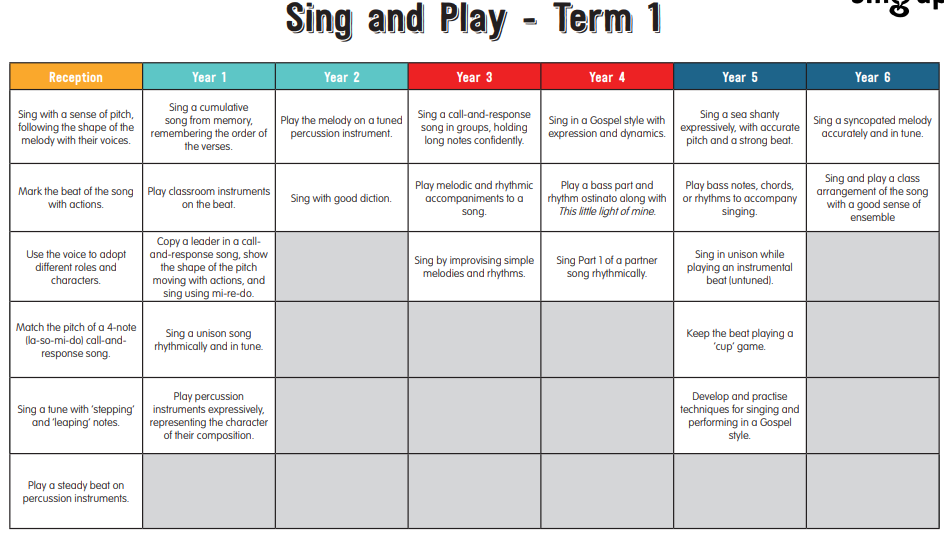 Sing and Play - Term 1
Reception
Year 1
Year 2
Year 3
Year 4
Year 5
Year 6
Sing with a sense of pitch,
following the shape of the
melody with their voices.
Sing a cumulative
song from memory,
remembering the order of
the verses.
Play the melody on a tuned
percussion instrument.
Sing a call-and-response
song in groups, holding
long notes confidently.
Sing in a Gospel style with
expression and dynamics.
Sing a sea shanty
expressively, with accurate
pitch and a strong beat.
Sing a syncopated melody
accurately and in tune.
Mark the beat of the song
with actions.
Play classroom instruments
on the beat.
Sing with good diction.
Play melodic and rhythmic
accompaniments to a
song.
Play a bass part and
rhythm ostinato along with
This little light of mine.
Play bass notes, chords,
or rhythms to accompany
singing.
Sing and play a class
arrangement of the song
with a good sense of
ensemble
Use the voice to adopt
different roles and
characters.
Copy a leader in a call-
and-response song, show
the shape of the pitch
moving with actions, and
sing using mi-re-do.
Sing by improvising simple
melodies and rhythms.
Sing Part 1 of a partner
song rhythmically.
Sing in unison while
playing an instrumental
beat (untuned).
Match the pitch of a 4-note
(la-so-mi-do) call-and-
response song.
Sing a unison song
rhythmically and in tune.
Keep the beat playing a
'cup' game.
Sing a tune with 'stepping'
and 'leaping' notes.
Play percussion
instruments expressively,
representing the character
of their composition.
Develop and practise
techniques for singing and
performing in a Gospel
style.
Play a steady beat on
percussion instruments.